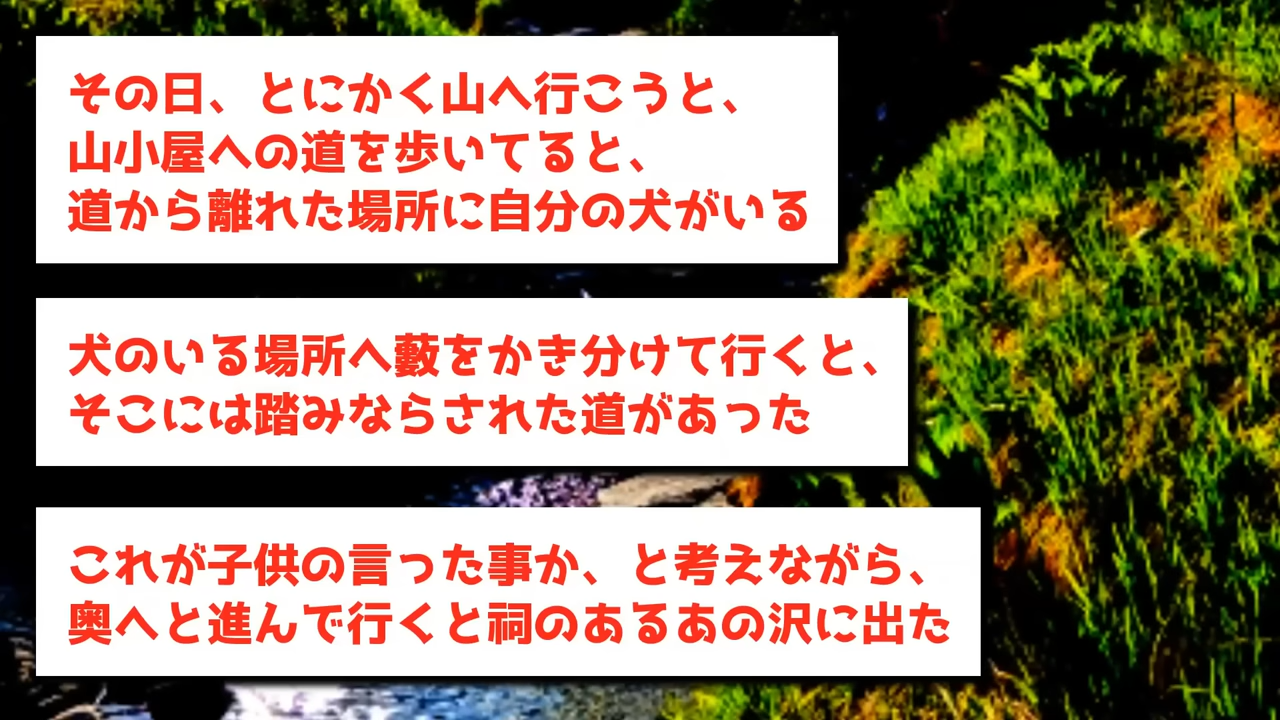 その日、とにかく山へ行こうと、
山小屋への道を歩いてると、
道から離れた場所に自分の犬がいる
犬のいる場所へ藪をかき分けて行くと、
そこには踏みならされた道があった
これが子供の言った事か、と考えながら、
奥へと進んで行くと祠のあるあの沢に出た